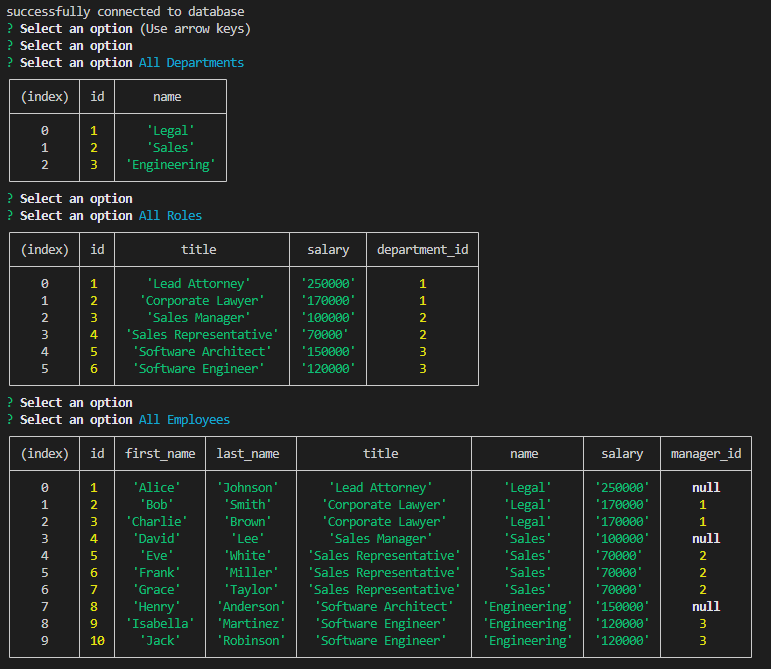 successfully connected to database
? Select an option (Use arrow keys)
? Select an option
? Select an option All Departments
(index) id name
0 1 'Legal'
1 2 'Sales'
2 3 'Engineering'
? Select an option
? Select an option All Roles
(index) id title salary department_id
0 1 'Lead Attorney' '250000' 1
1 2 'Corporate Lawyer' '170000' 1
2 3 'Sales Manager' '100000' 2
3 4 'Sales Representative' '70000' 2
4 5 'Software Architect' '150000' 3
5 6 'Software Engineer' '120000' 3
? Select an option
? Select an option All Employees
(index) id first_name last_name title name salary manager_id
0 1 'Alice' 'Johnson' 'Lead Attorney' 'Legal' '250000' null
1 2 'Bob' 'Smith' 'Corporate Lawyer' 'Legal' '170000' 1
2 3 'Charlie' 'Brown' 'Corporate Lawyer' 'Legal' '170000' 1
3 4 'David' 'Lee' 'Sales Manager' 'Sales' '100000' null
4 5 'Eve' 'White' 'Sales Representative' 'Sales' '70000' 2
5 6 'Frank' 'Miller' 'Sales Representative' 'Sales' '70000' 2
6 7 'Grace' 'Taylor' 'Sales Representative' 'Sales' '70000' 2
7 8 'Henry' 'Anderson' 'Software Architect' 'Engineering' '150000' null
8 9 'Isabella' 'Martinez' 'Software Engineer' 'Engineering' '120000' 3
9 10 'Jack' 'Robinson' 'Software Engineer' 'Engineering' '120000' 3